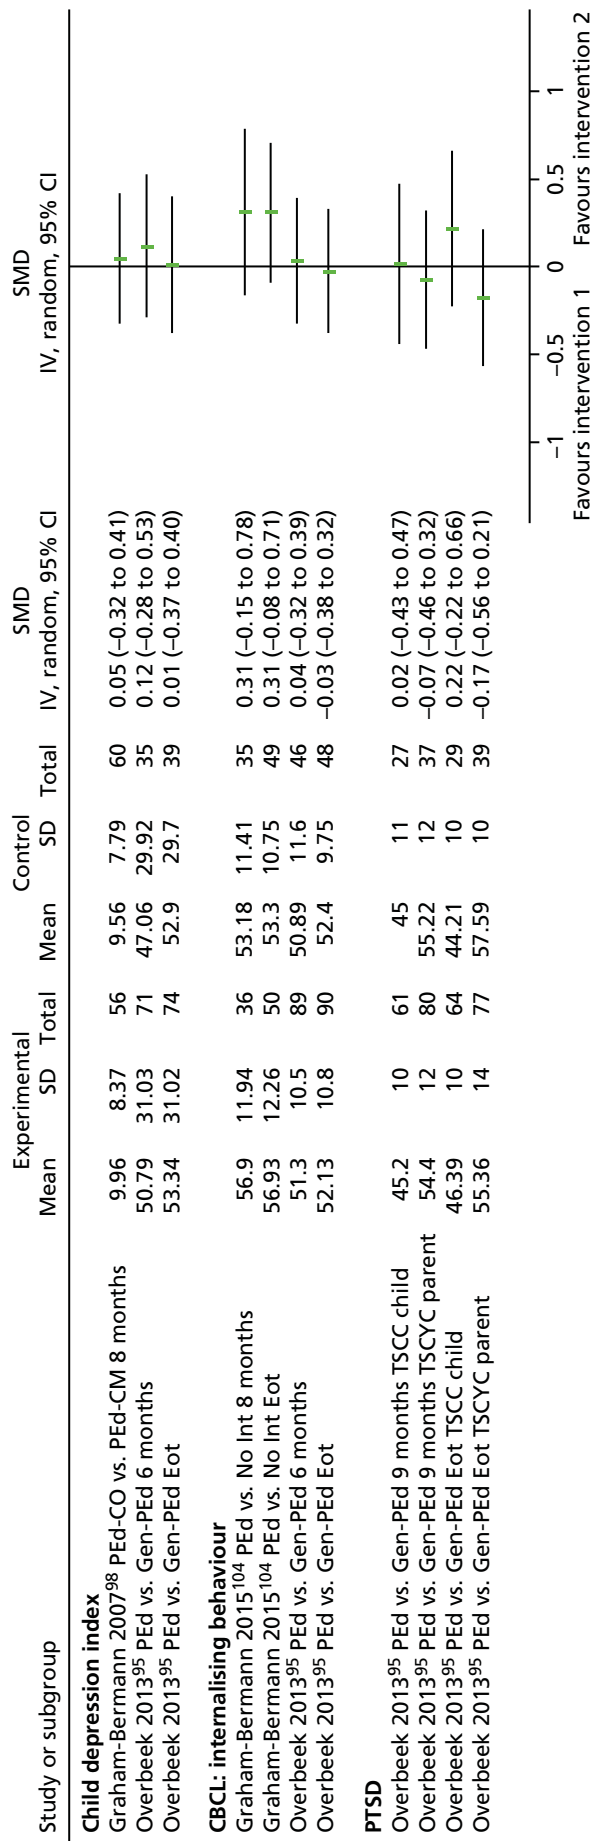 Experimental Control SMD SMD
Study or subgroup Mean SD Total Mean SD Total IV, random, 95% CI IV, random, 95% CI
Child depression index
Graham-Bermann 2007⁹⁸ PEd-CO vs. PEd-CM 8 months 9.96 8.37 56 9.56 7.79 60 0.05 (–0.32 to 0.41)
Overbeek 2013⁹⁵ PEd vs. Gen-PEd 6 months 50.79 31.03 71 47.06 29.92 35 0.12 (–0.28 to 0.53)
Overbeek 2013⁹⁵ PEd vs. Gen-PEd Eot 53.34 31.02 74 52.9 29.7 39 0.01 (–0.37 to 0.40)
CBCL: internalising behaviour
Graham-Bermann 2015¹⁰⁴ PEd vs. No Int 8 months 56.9 11.94 36 53.18 11.41 35 0.31 (–0.15 to 0.78)
Graham-Bermann 2015¹⁰⁴ PEd vs. No Int Eot 56.93 12.26 50 53.3 10.75 49 0.31 (–0.08 to 0.71)
Overbeek 2013⁹⁵ PEd vs. Gen-PEd 6 months 51.3 10.5 89 50.89 11.6 46 0.04 (–0.32 to 0.39)
Overbeek 2013⁹⁵ PEd vs. Gen-PEd Eot 52.13 10.8 90 52.4 9.75 48 –0.03 (–0.38 to 0.32)
PTSD
Overbeek 2013⁹⁵ PEd vs. Gen-PEd 9 months TSCC child 45.2 10 61 45 11 27 0.02 (–0.43 to 0.47)
Overbeek 2013⁹⁵ PEd vs. Gen-PEd 9 months TSCYC parent 54.4 12 80 55.22 12 37 –0.07 (–0.46 to 0.32)
Overbeek 2013⁹⁵ PEd vs. Gen-PEd Eot TSCC child 46.39 10 64 44.21 10 29 0.22 (–0.22 to 0.66)
Overbeek 2013⁹⁵ PEd vs. Gen-PEd Eot TSCYC parent 55.36 14 77 57.59 10 39 –0.17 (–0.56 to 0.21)
–1 –0.5 0 0.5 1
Favours intervention 1 Favours intervention 2